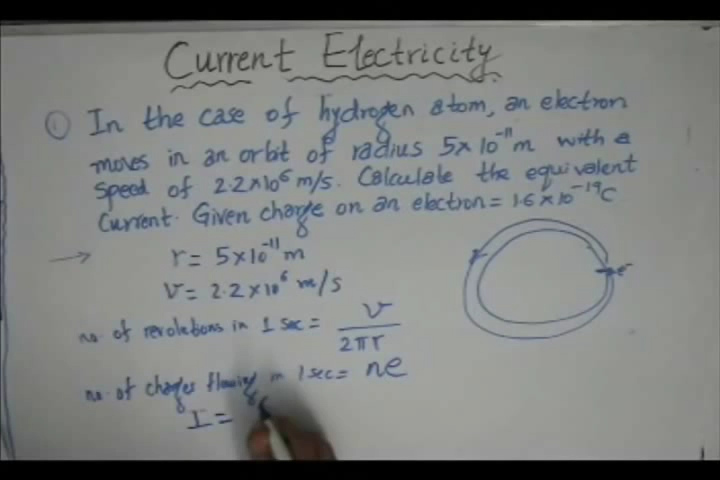 Current Electricity
① In the case of hydrogen atom, an electron
moves in an orbit of radius 5×10⁻¹¹m with a
speed of 2.2×10⁶ m/s. Calculate the equivalent
Current. Given charge on an electron = 1.6×10⁻¹⁹C
→ r = 5×10⁻¹¹ m
v = 2.2×10⁶ m/s
e⁻
no. of revolutions in 1 sec = v / 2πr
no. of charges flowing in 1 sec = ne
I =